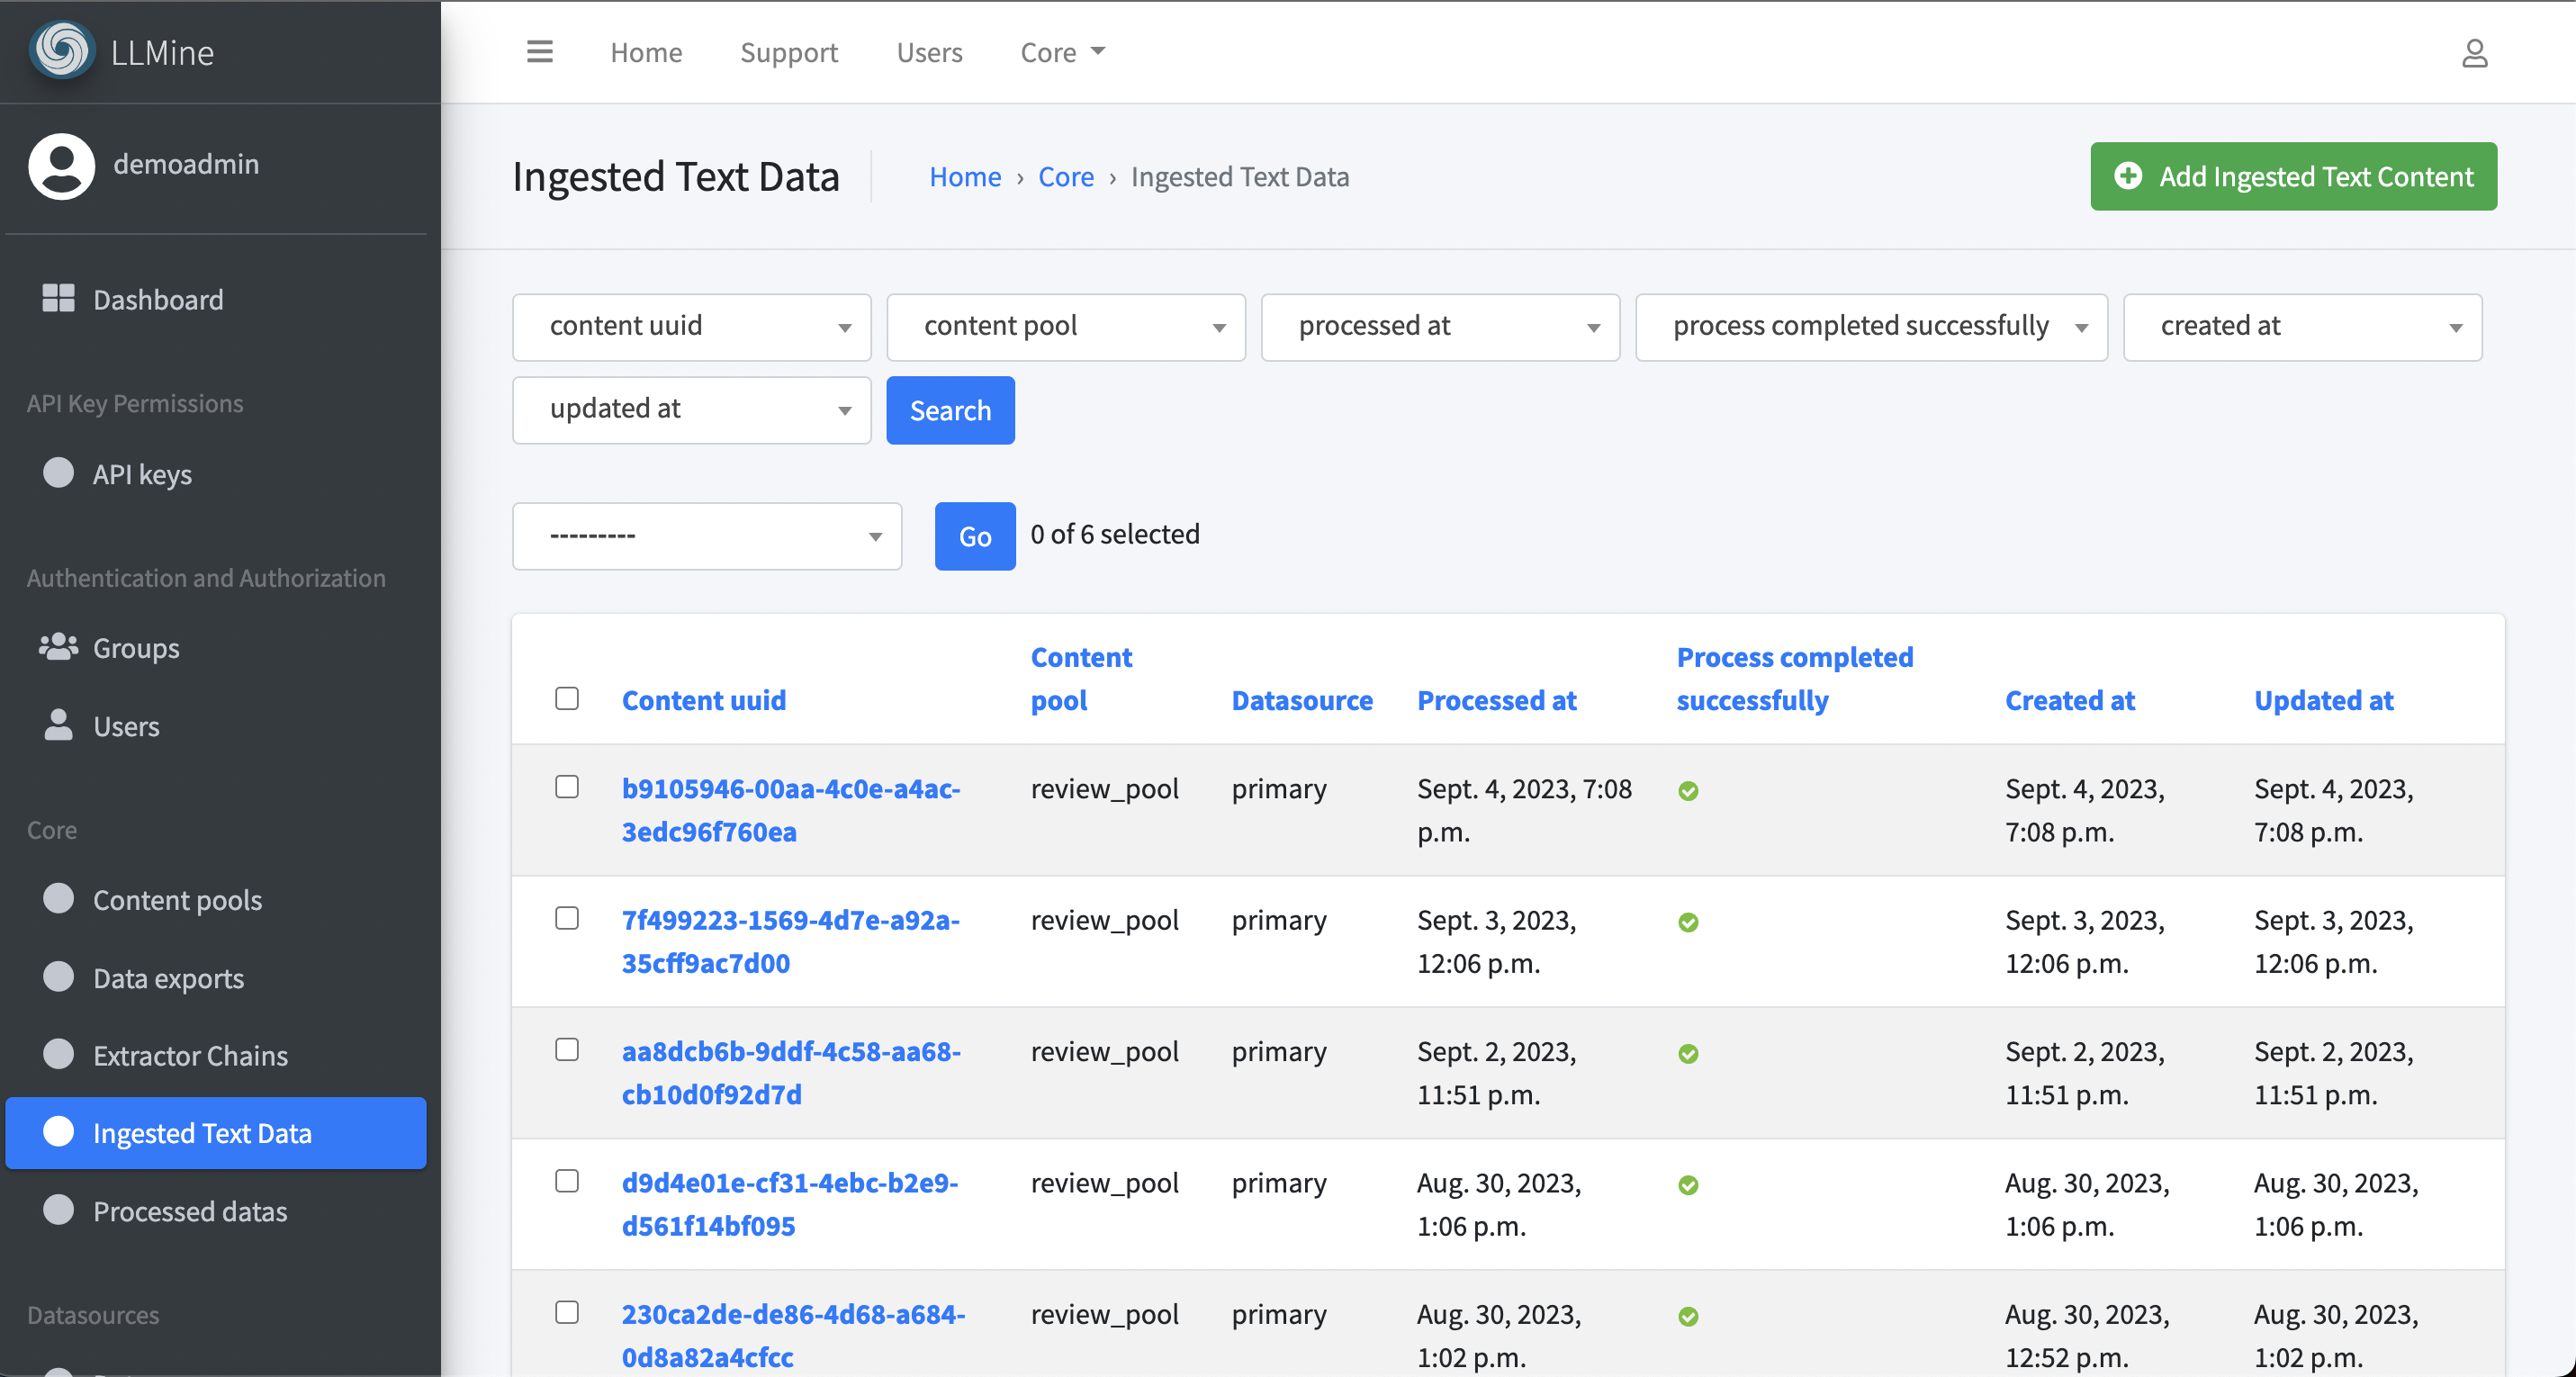 LLMine
Home Support Users Core
demoadmin
Ingested Text Data
Home › Core › Ingested Text Data
Add Ingested Text Content
Dashboard
API Key Permissions
API keys
Authentication and Authorization
Groups
Users
Core
Content pools
Data exports
Extractor Chains
Ingested Text Data
Processed datas
Datasources
content uuid content pool processed at process completed successfully created at
updated at Search
--------- Go 0 of 6 selected
Content uuid Content pool Datasource Processed at Process completed successfully Created at Updated at
b9105946-00aa-4c0e-a4ac- review_pool primary Sept. 4, 2023, 7:08 Sept. 4, 2023, Sept. 4, 2023,
3edc96f760ea p.m. 7:08 p.m. 7:08 p.m.
7f499223-1569-4d7e-a92a- review_pool primary Sept. 3, 2023, Sept. 3, 2023, Sept. 3, 2023,
35cff9ac7d00 12:06 p.m. 12:06 p.m. 12:06 p.m.
aa8dcb6b-9ddf-4c58-aa68- review_pool primary Sept. 2, 2023, Sept. 2, 2023, Sept. 2, 2023,
cb10d0f92d7d 11:51 p.m. 11:51 p.m. 11:51 p.m.
d9d4e01e-cf31-4ebc-b2e9- review_pool primary Aug. 30, 2023, Aug. 30, 2023, Aug. 30, 2023,
d561f14bf095 1:06 p.m. 1:06 p.m. 1:06 p.m.
230ca2de-de86-4d68-a684- review_pool primary Aug. 30, 2023, Aug. 30, 2023, Aug. 30, 2023,
0d8a82a4cfcc 1:02 p.m. 12:52 p.m. 1:02 p.m.